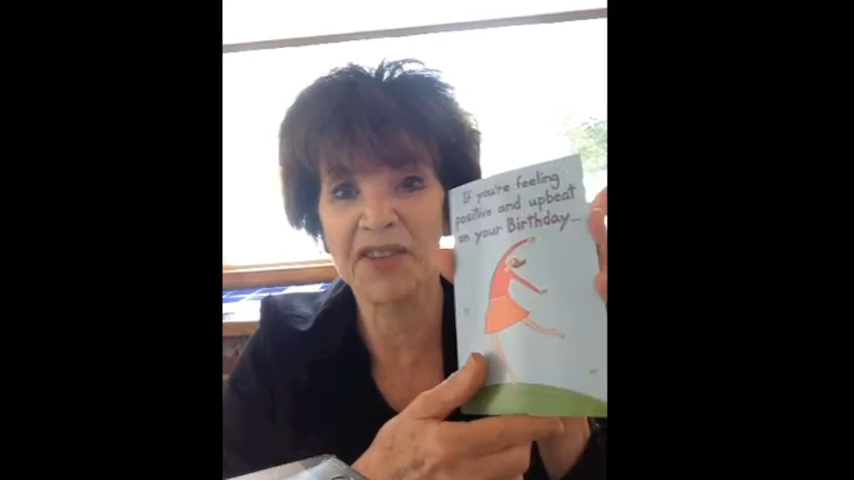 If you're feeling
positive and upbeat
on your Birthday...